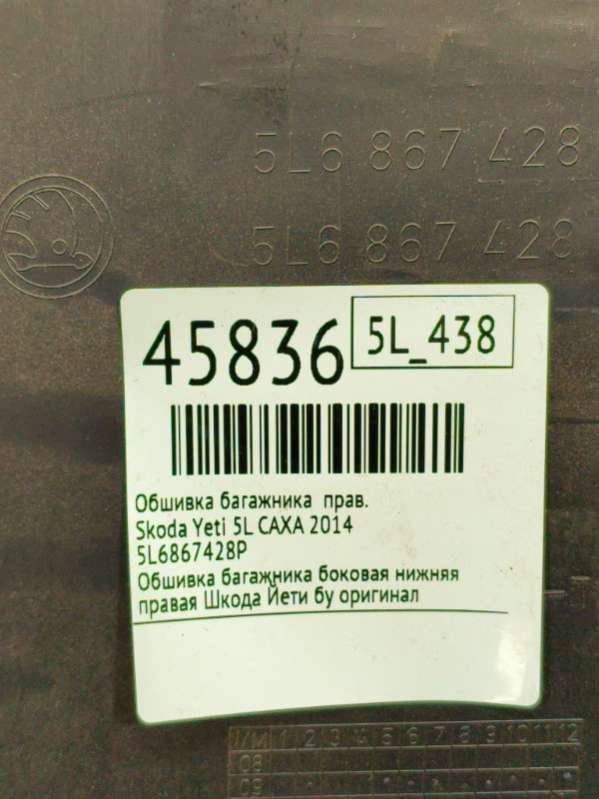 5L6 867 428
5L6 867 428
45836
5L_438
Обшивка багажника прав.
Skoda Yeti 5L CAXA 2014
5L6867428P
Обшивка багажника боковая нижняя
правая Шкода Йети бу оригинал
1 2 3 4 5 6 7 8 9 10 11 12
08
09